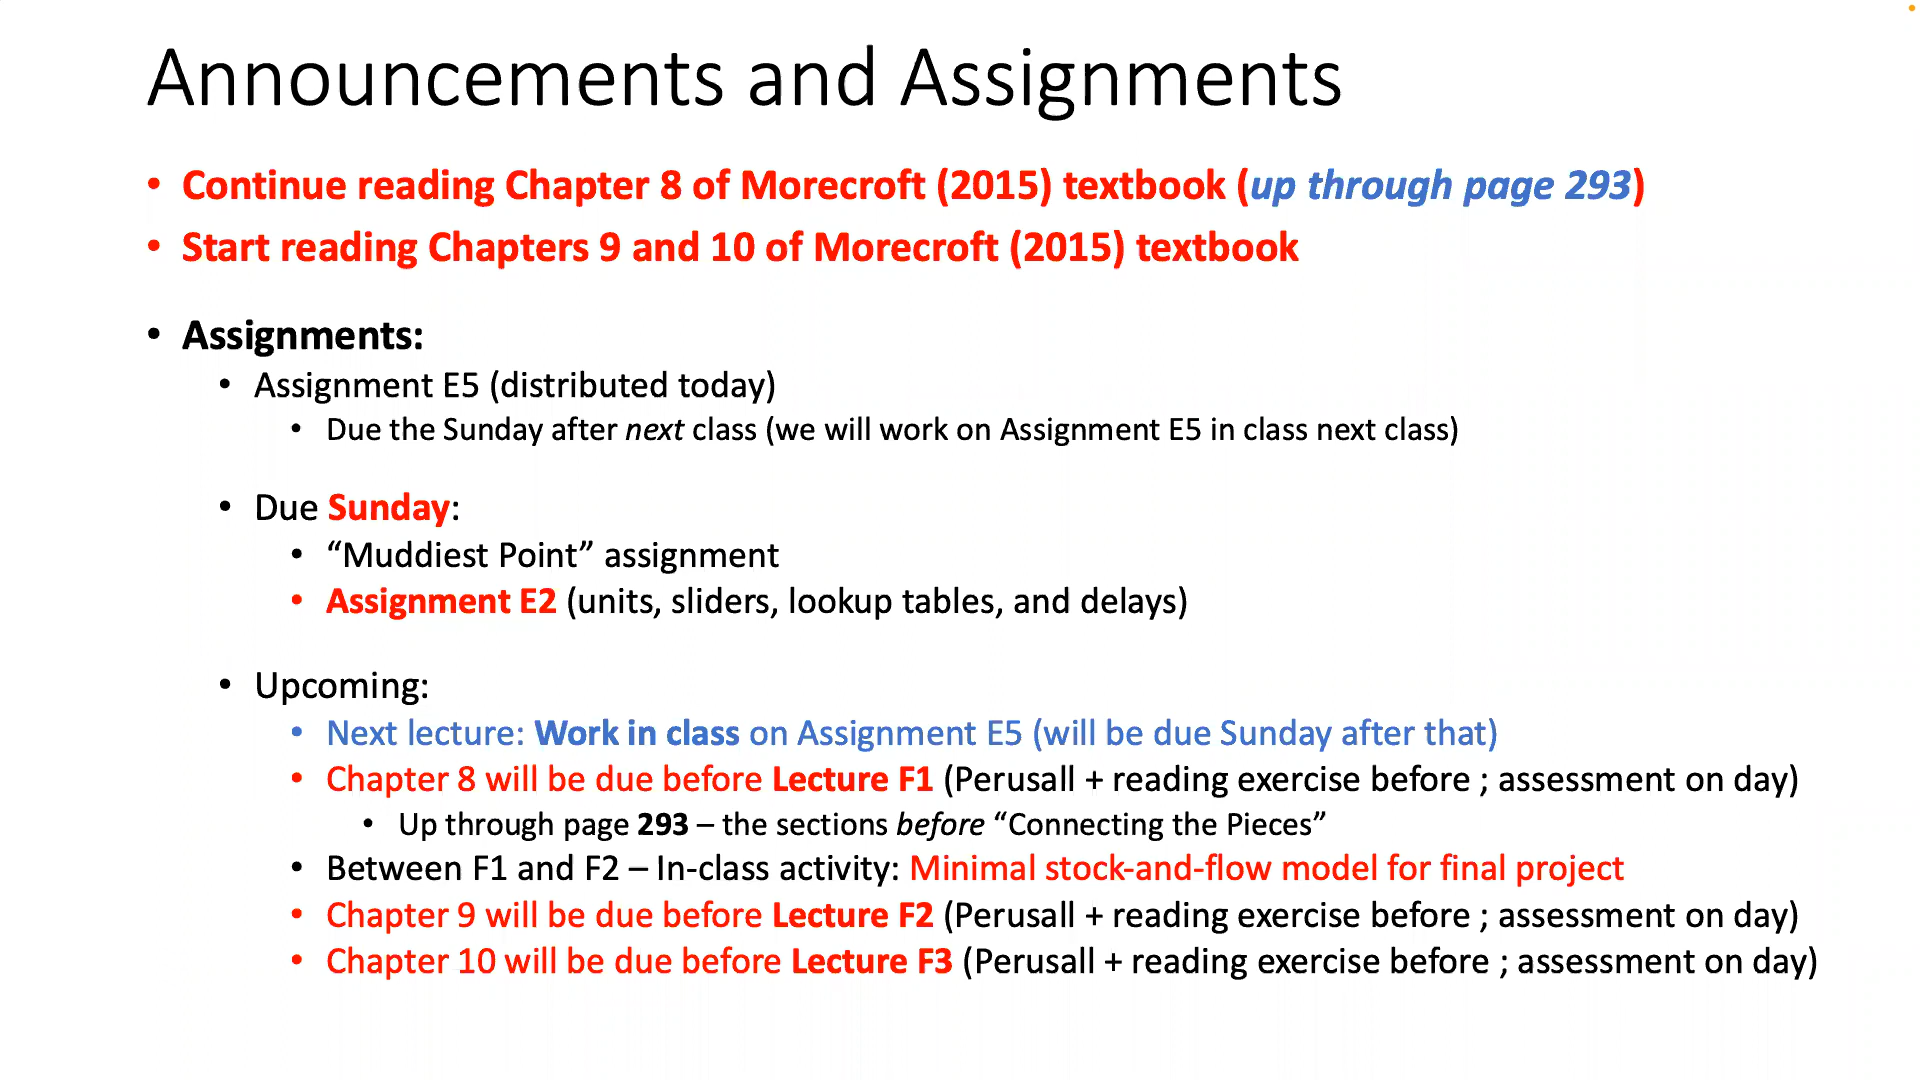 Announcements and Assignments
• Continue reading Chapter 8 of Morecroft (2015) textbook (up through page 293)
• Start reading Chapters 9 and 10 of Morecroft (2015) textbook
• Assignments:
• Assignment E5 (distributed today)
• Due the Sunday after next class (we will work on Assignment E5 in class next class)
• Due Sunday:
• “Muddiest Point” assignment
• Assignment E2 (units, sliders, lookup tables, and delays)
• Upcoming:
• Next lecture: Work in class on Assignment E5 (will be due Sunday after that)
• Chapter 8 will be due before Lecture F1 (Perusall + reading exercise before ; assessment on day)
• Up through page 293 – the sections before “Connecting the Pieces”
• Between F1 and F2 – In-class activity: Minimal stock-and-flow model for final project
• Chapter 9 will be due before Lecture F2 (Perusall + reading exercise before ; assessment on day)
• Chapter 10 will be due before Lecture F3 (Perusall + reading exercise before ; assessment on day)